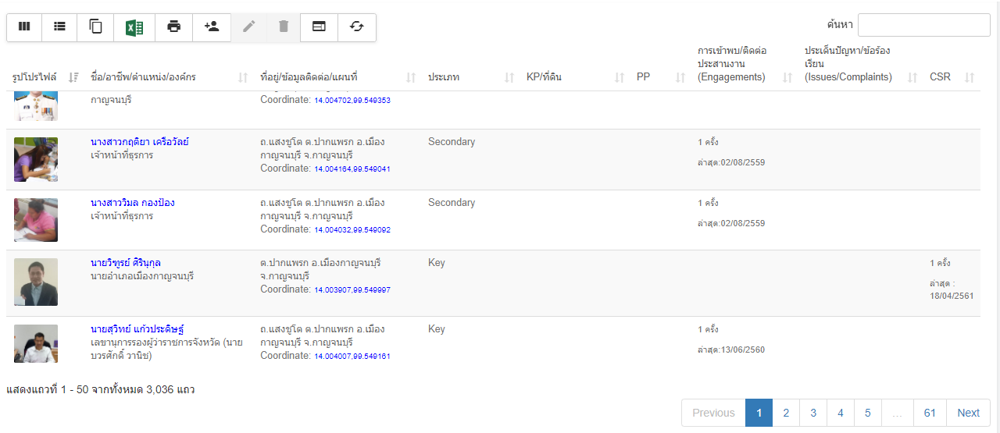 ค้นหา
รูปโปรไฟล์ ชื่อ/อาชีพ/ตำแหน่ง/องค์กร ที่อยู่/ข้อมูลติดต่อ/แผนที่ ประเภท KP/ที่ดิน PP
การเข้าพบ/ติดต่อ
ประสานงาน
(Engagements)
ประเด็นปัญหา/ข้อร้อง
เรียน
(Issues/Complaints)
CSR
กาญจนบุรี
Coordinate: 14.004702,99.549353
นางสาวกฤติยา เครือวัลย์
เจ้าหน้าที่ธุรการ
ถ.แสงชูโต ต.ปากแพรก อ.เมือง
กาญจนบุรี จ.กาญจนบุรี
Coordinate: 14.004164,99.549041
Secondary
1 ครั้ง
ล่าสุด:02/08/2559
นางสาววิมล กองป้อง
เจ้าหน้าที่ธุรการ
ถ.แสงชูโต ต.ปากแพรก อ.เมือง
กาญจนบุรี จ.กาญจนบุรี
Coordinate: 14.004032,99.549092
Secondary
1 ครั้ง
ล่าสุด:02/08/2559
นายวิฑูรย์ ศิรินุกูล
นายอำเภอเมืองกาญจนบุรี
ต.ปากแพรก อ.เมืองกาญจนบุรี
จ.กาญจนบุรี
Coordinate: 14.003907,99.549997
Key
1 ครั้ง
ล่าสุด :
18/04/2561
นายสุวิทย์ แก้วประดิษฐ์
เลขานุการรองผู้ว่าราชการจังหวัด (นาย
บวรศักดิ์ วานิช)
ถ.แสงชูโต ต.ปากแพรก อ.เมือง
กาญจนบุรี จ.กาญจนบุรี
Coordinate: 14.004007,99.549161
Key
1 ครั้ง
ล่าสุด:13/06/2560
แสดงแถวที่ 1 - 50 จากทั้งหมด 3,036 แถว
Previous 1 2 3 4 5 ... 61 Next